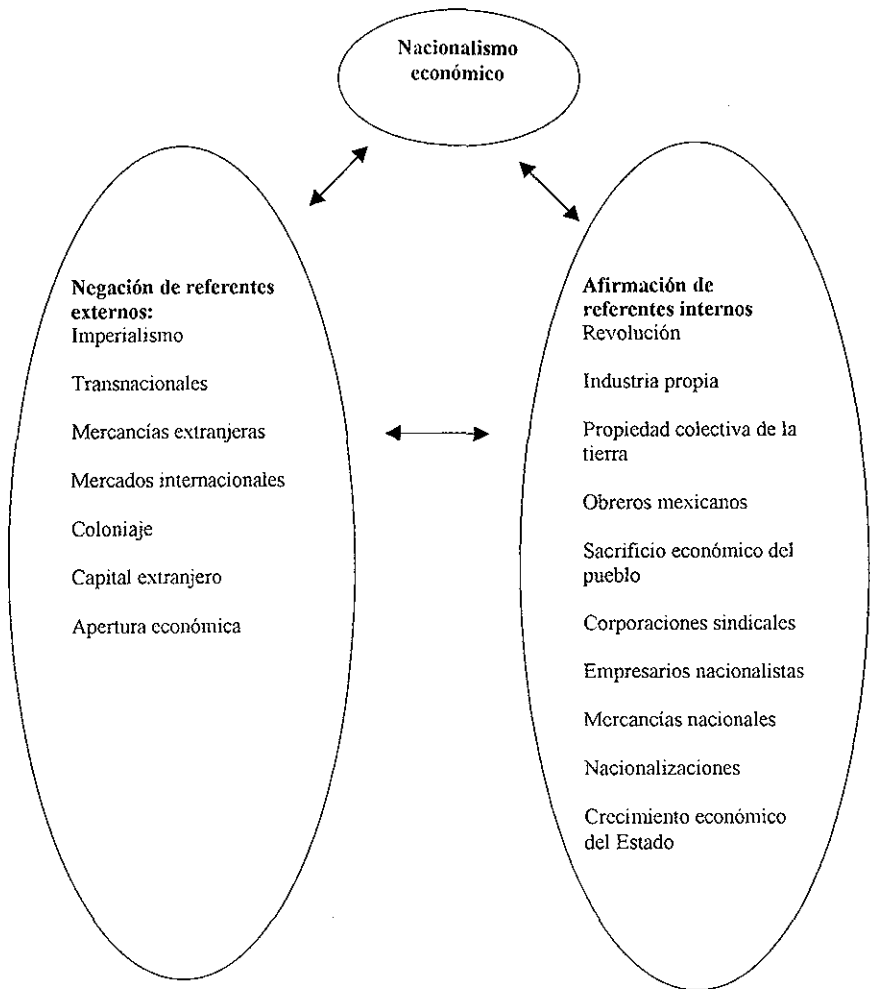 Nacionalismo
económico
Negación de referentes
externos:
Imperialismo
Transnacionales
Mercancías extranjeras
Mercados internacionales
Coloniaje
Capital extranjero
Apertura económica
Afirmación de
referentes internos
Revolución
Industria propia
Propiedad colectiva de la
tierra
Obreros mexicanos
Sacrificio económico del
pueblo
Corporaciones sindicales
Empresarios nacionalistas
Mercancías nacionales
Nacionalizaciones
Crecimiento económico
del Estado